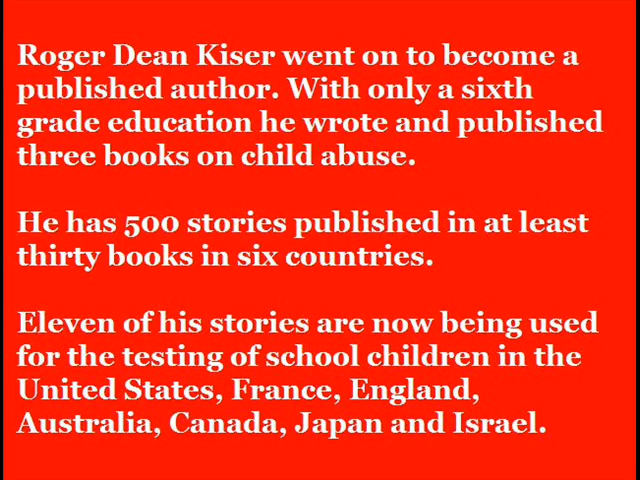 Roger Dean Kiser went on to become a
published author. With only a sixth
grade education he wrote and published
three books on child abuse.
He has 500 stories published in at least
thirty books in six countries.
Eleven of his stories are now being used
for the testing of school children in the
United States, France, England,
Australia, Canada, Japan and Israel.